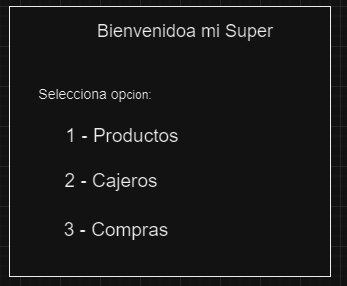 Bienvenidoa mi Super
Selecciona opcion:
1 - Productos
2 - Cajeros
3 - Compras